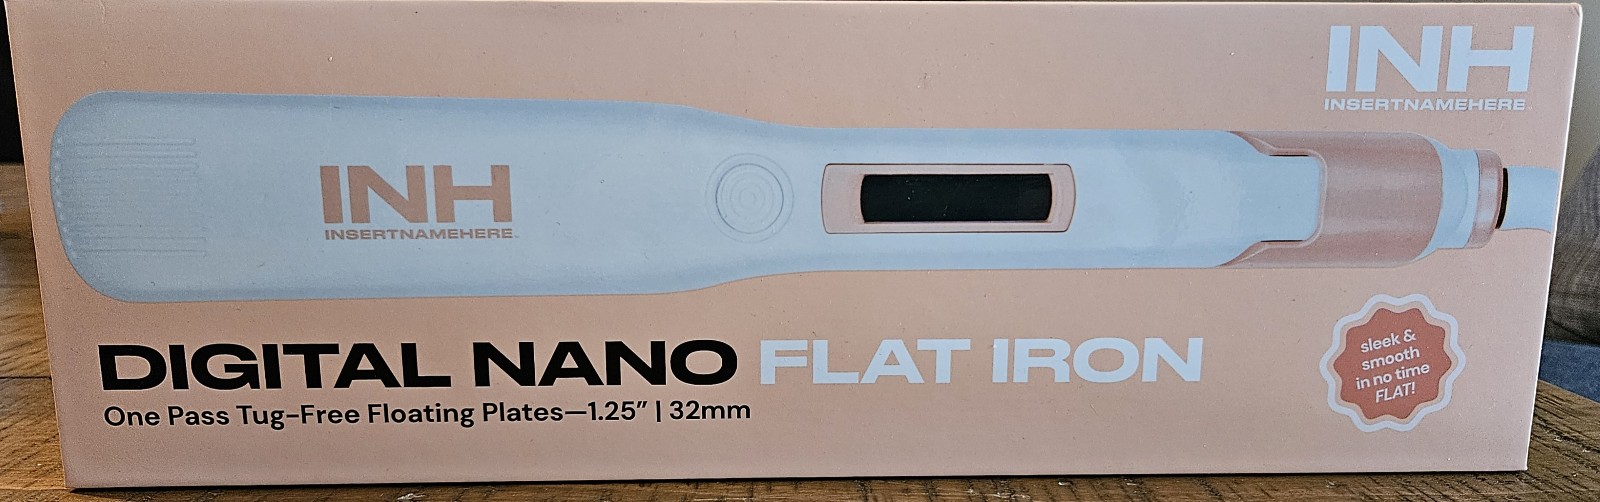 INH
INSERTNAMEHERE
INH
INSERTNAMEHERE
DIGITAL NANO FLAT IRON
One Pass Tug-Free Floating Plates—1.25” | 32mm
sleek &
smooth
in no time
FLAT!